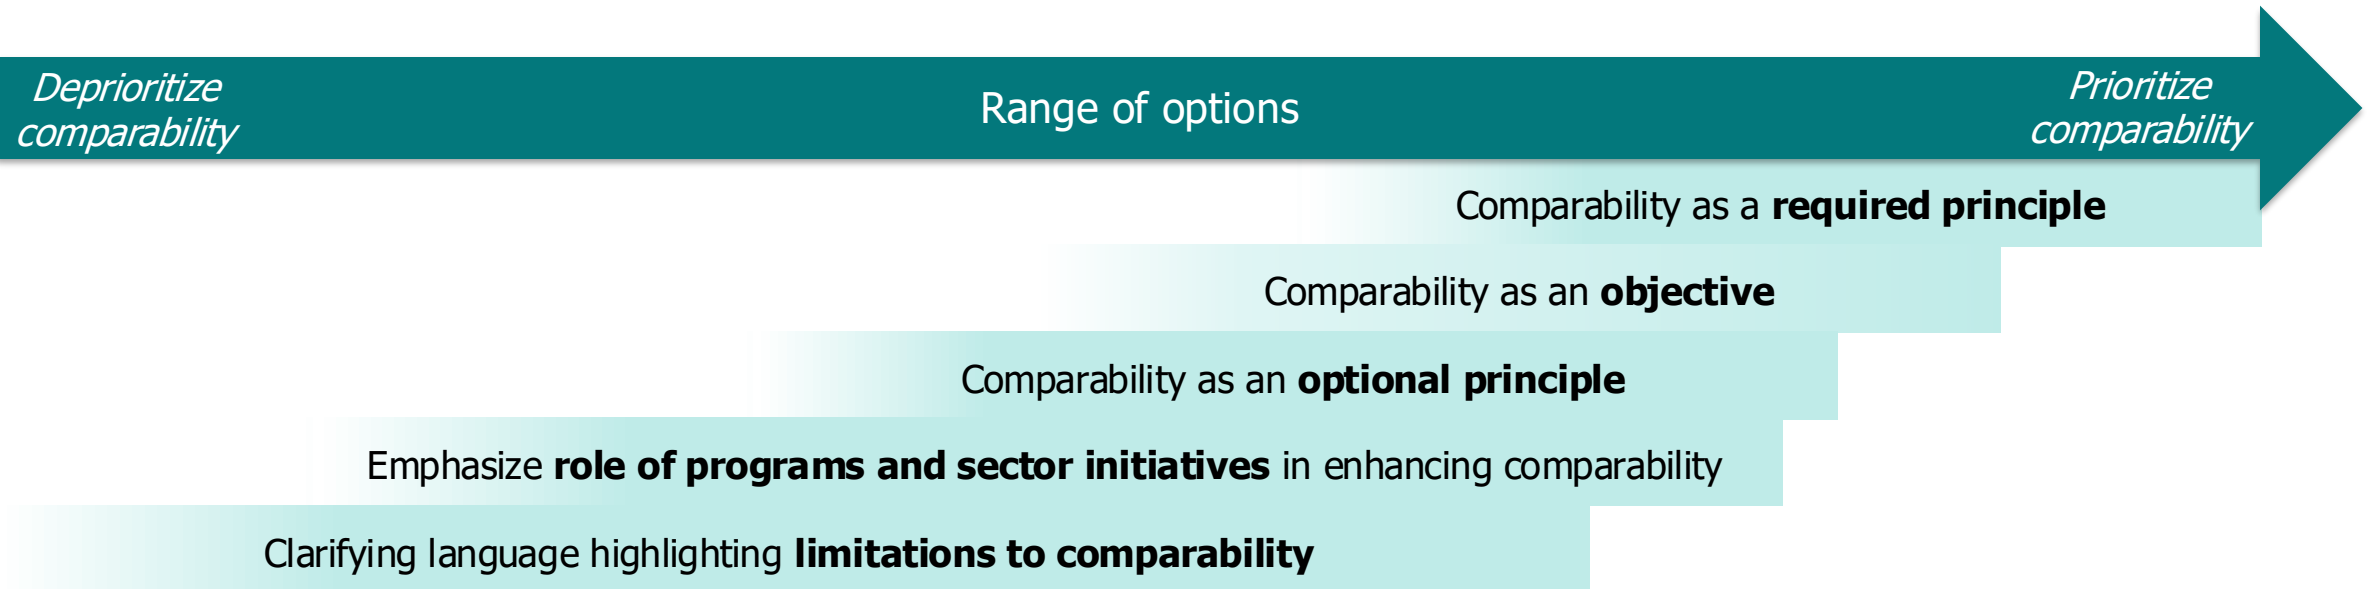 Deprioritize
comparability
Range of options
Prioritize
comparability
Comparability as a required principle
Comparability as an objective
Comparability as an optional principle
Emphasize role of programs and sector initiatives in enhancing comparability
Clarifying language highlighting limitations to comparability